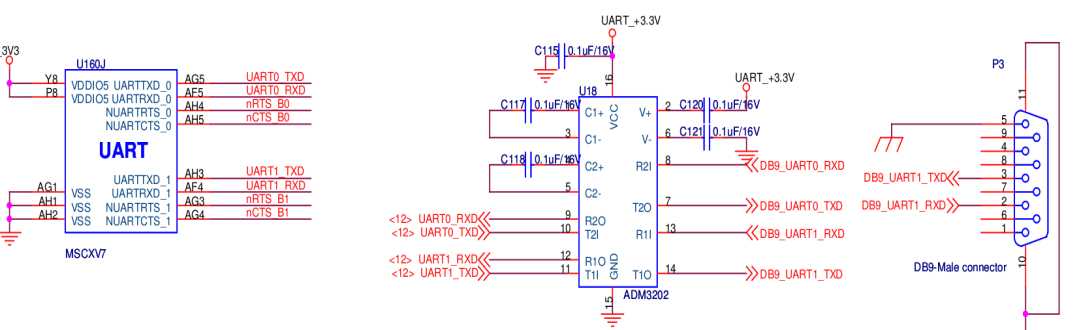 _3V3
U160J
Y8 VDDIO5 UARTTXD_0 AG5 UART0_TXD
P8 VDDIO5 UARTRXD_0 AF5 UART0_RXD
NUARTRTS_0 AH4 nRTS_B0
NUARTCTS_0 AH5 nCTS_B0
UART
UARTTXD_1 AH3 UART1_TXD
AG1 VSS UARTRXD_1 AF4 UART1_RXD
AH1 VSS NUARTRTS_1 AG3 nRTS_B1
AH2 VSS NUARTCTS_1 AG4 nCTS_B1
MSCXV7
UART_+3.3V
C115 0.1uF/16V
16
U18
VCC
UART_+3.3V
C117 0.1uF/16V C1+ V+ 2 C120 0.1uF/16V
3 C1- V- 6 C121 0.1uF/16V
C118 0.1uF/16V C2+ R2I 8 DB9_UART0_RXD
5 C2-
<12> UART0_RXD 9 R2O T2O 7 DB9_UART0_TXD
<12> UART0_TXD 10 T2I R1I 13 DB9_UART1_RXD
<12> UART1_RXD 12 R1O
<12> UART1_TXD 11 T1I T1O 14 DB9_UART1_TXD
GND
15
ADM3202
P3
11
5
9
4
8
DB9_UART1_TXD 3
7
DB9_UART1_RXD 2
6
1
10
DB9-Male connector